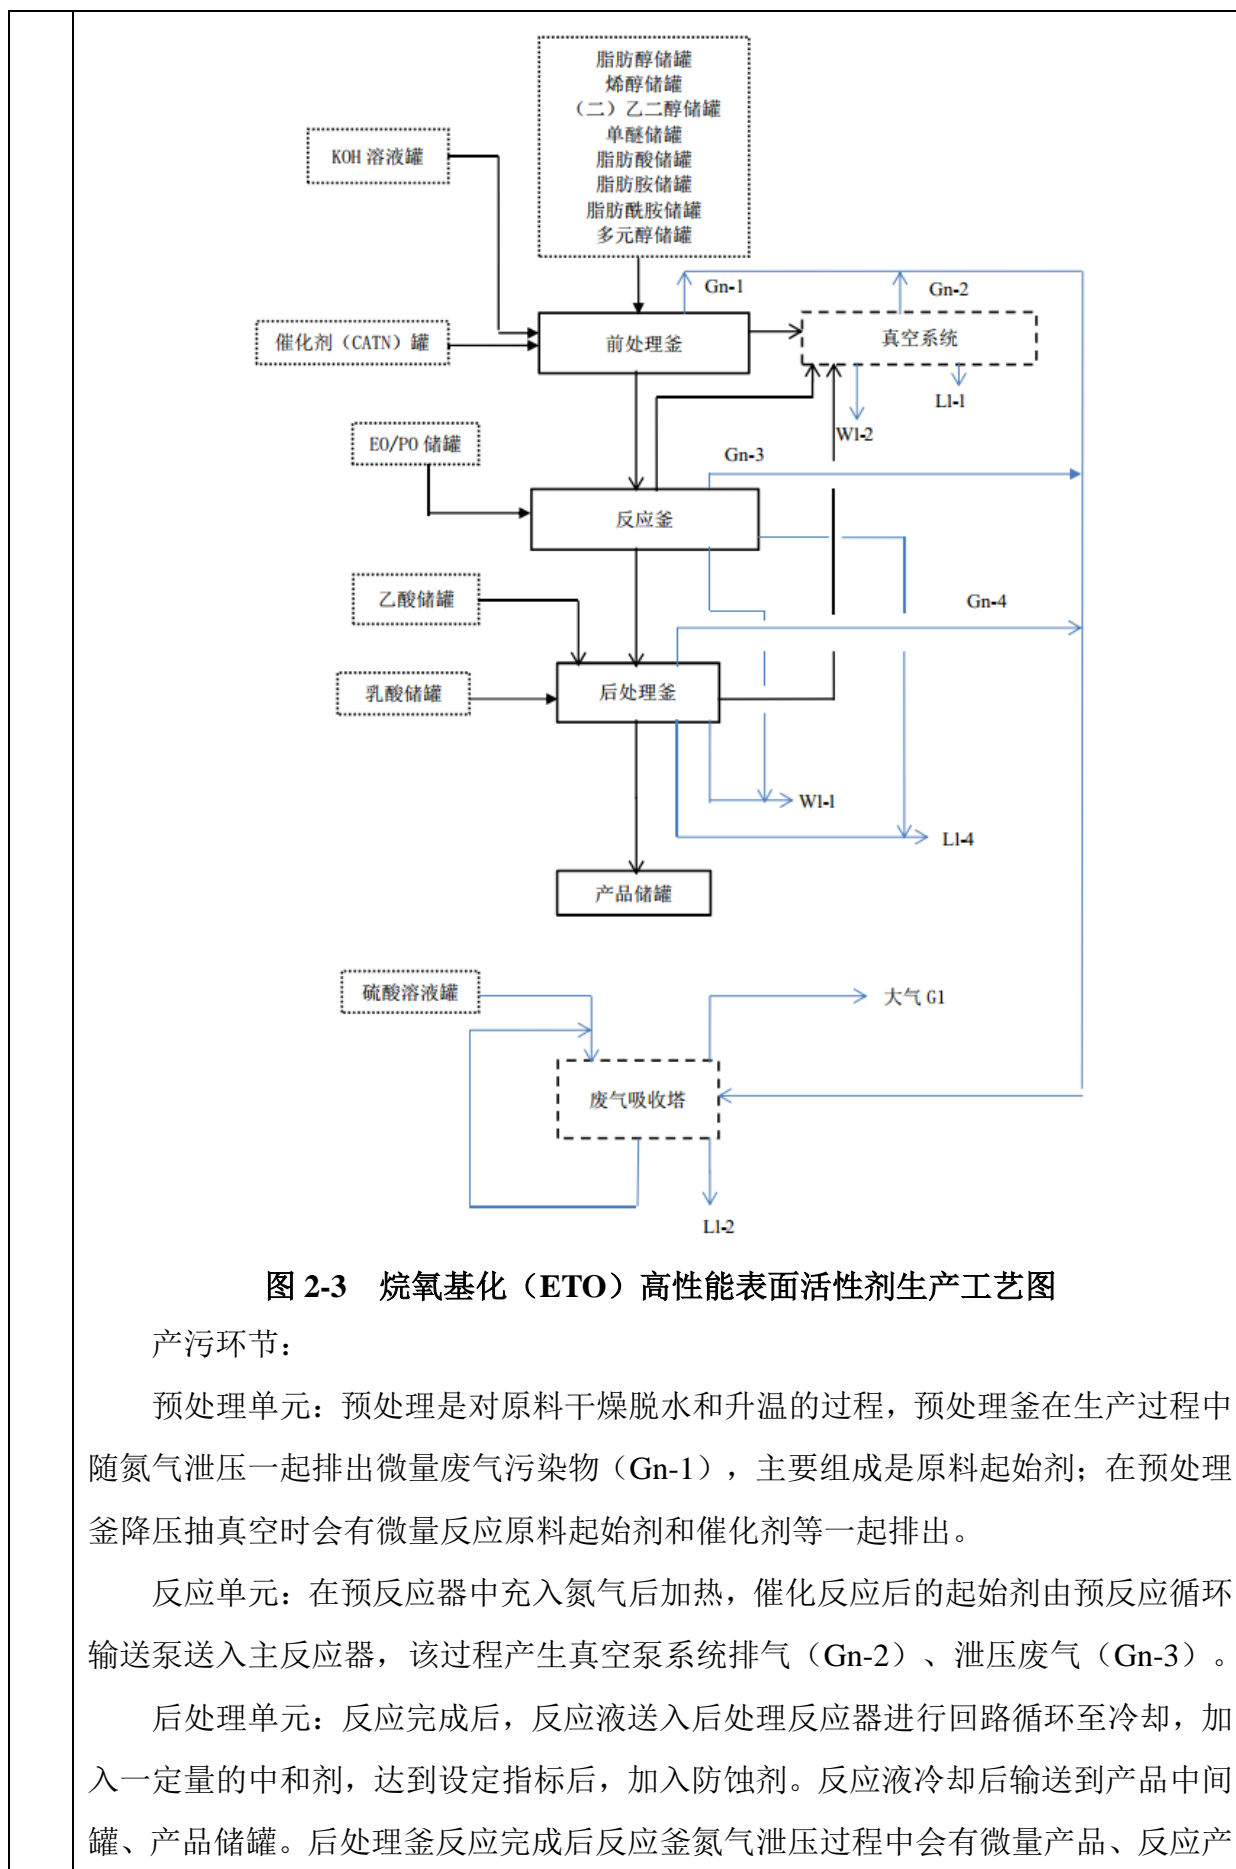 脂肪醇储罐
烯醇储罐
（二）乙二醇储罐
单醚储罐
脂肪酸储罐
脂肪胺储罐
脂肪酰胺储罐
多元醇储罐
KOH 溶液罐
Gn-1
Gn-2
催化剂（CATN）罐
前处理釜
真空系统
L1-1
W1-2
EO/PO 储罐
Gn-3
反应釜
乙酸储罐
Gn-4
乳酸储罐
后处理釜
W1-1
L1-4
产品储罐
硫酸溶液罐
大气 G1
废气吸收塔
L1-2
图 2-3 烷氧基化（ETO）高性能表面活性剂生产工艺图
产污环节：
预处理单元：预处理是对原料干燥脱水和升温的过程，预处理釜在生产过程中
随氮气泄压一起排出微量废气污染物（Gn-1），主要组成是原料起始剂；在预处理
釜降压抽真空时会有微量反应原料起始剂和催化剂等一起排出。
反应单元：在预反应器中充入氮气后加热，催化反应后的起始剂由预反应循环
输送泵送入主反应器，该过程产生真空泵系统排气（Gn-2）、泄压废气（Gn-3）。
后处理单元：反应完成后，反应液送入后处理反应器进行回路循环至冷却，加
入一定量的中和剂，达到设定指标后，加入防蚀剂。反应液冷却后输送到产品中间
罐、产品储罐。后处理釜反应完成后反应釜氮气泄压过程中会有微量产品、反应产